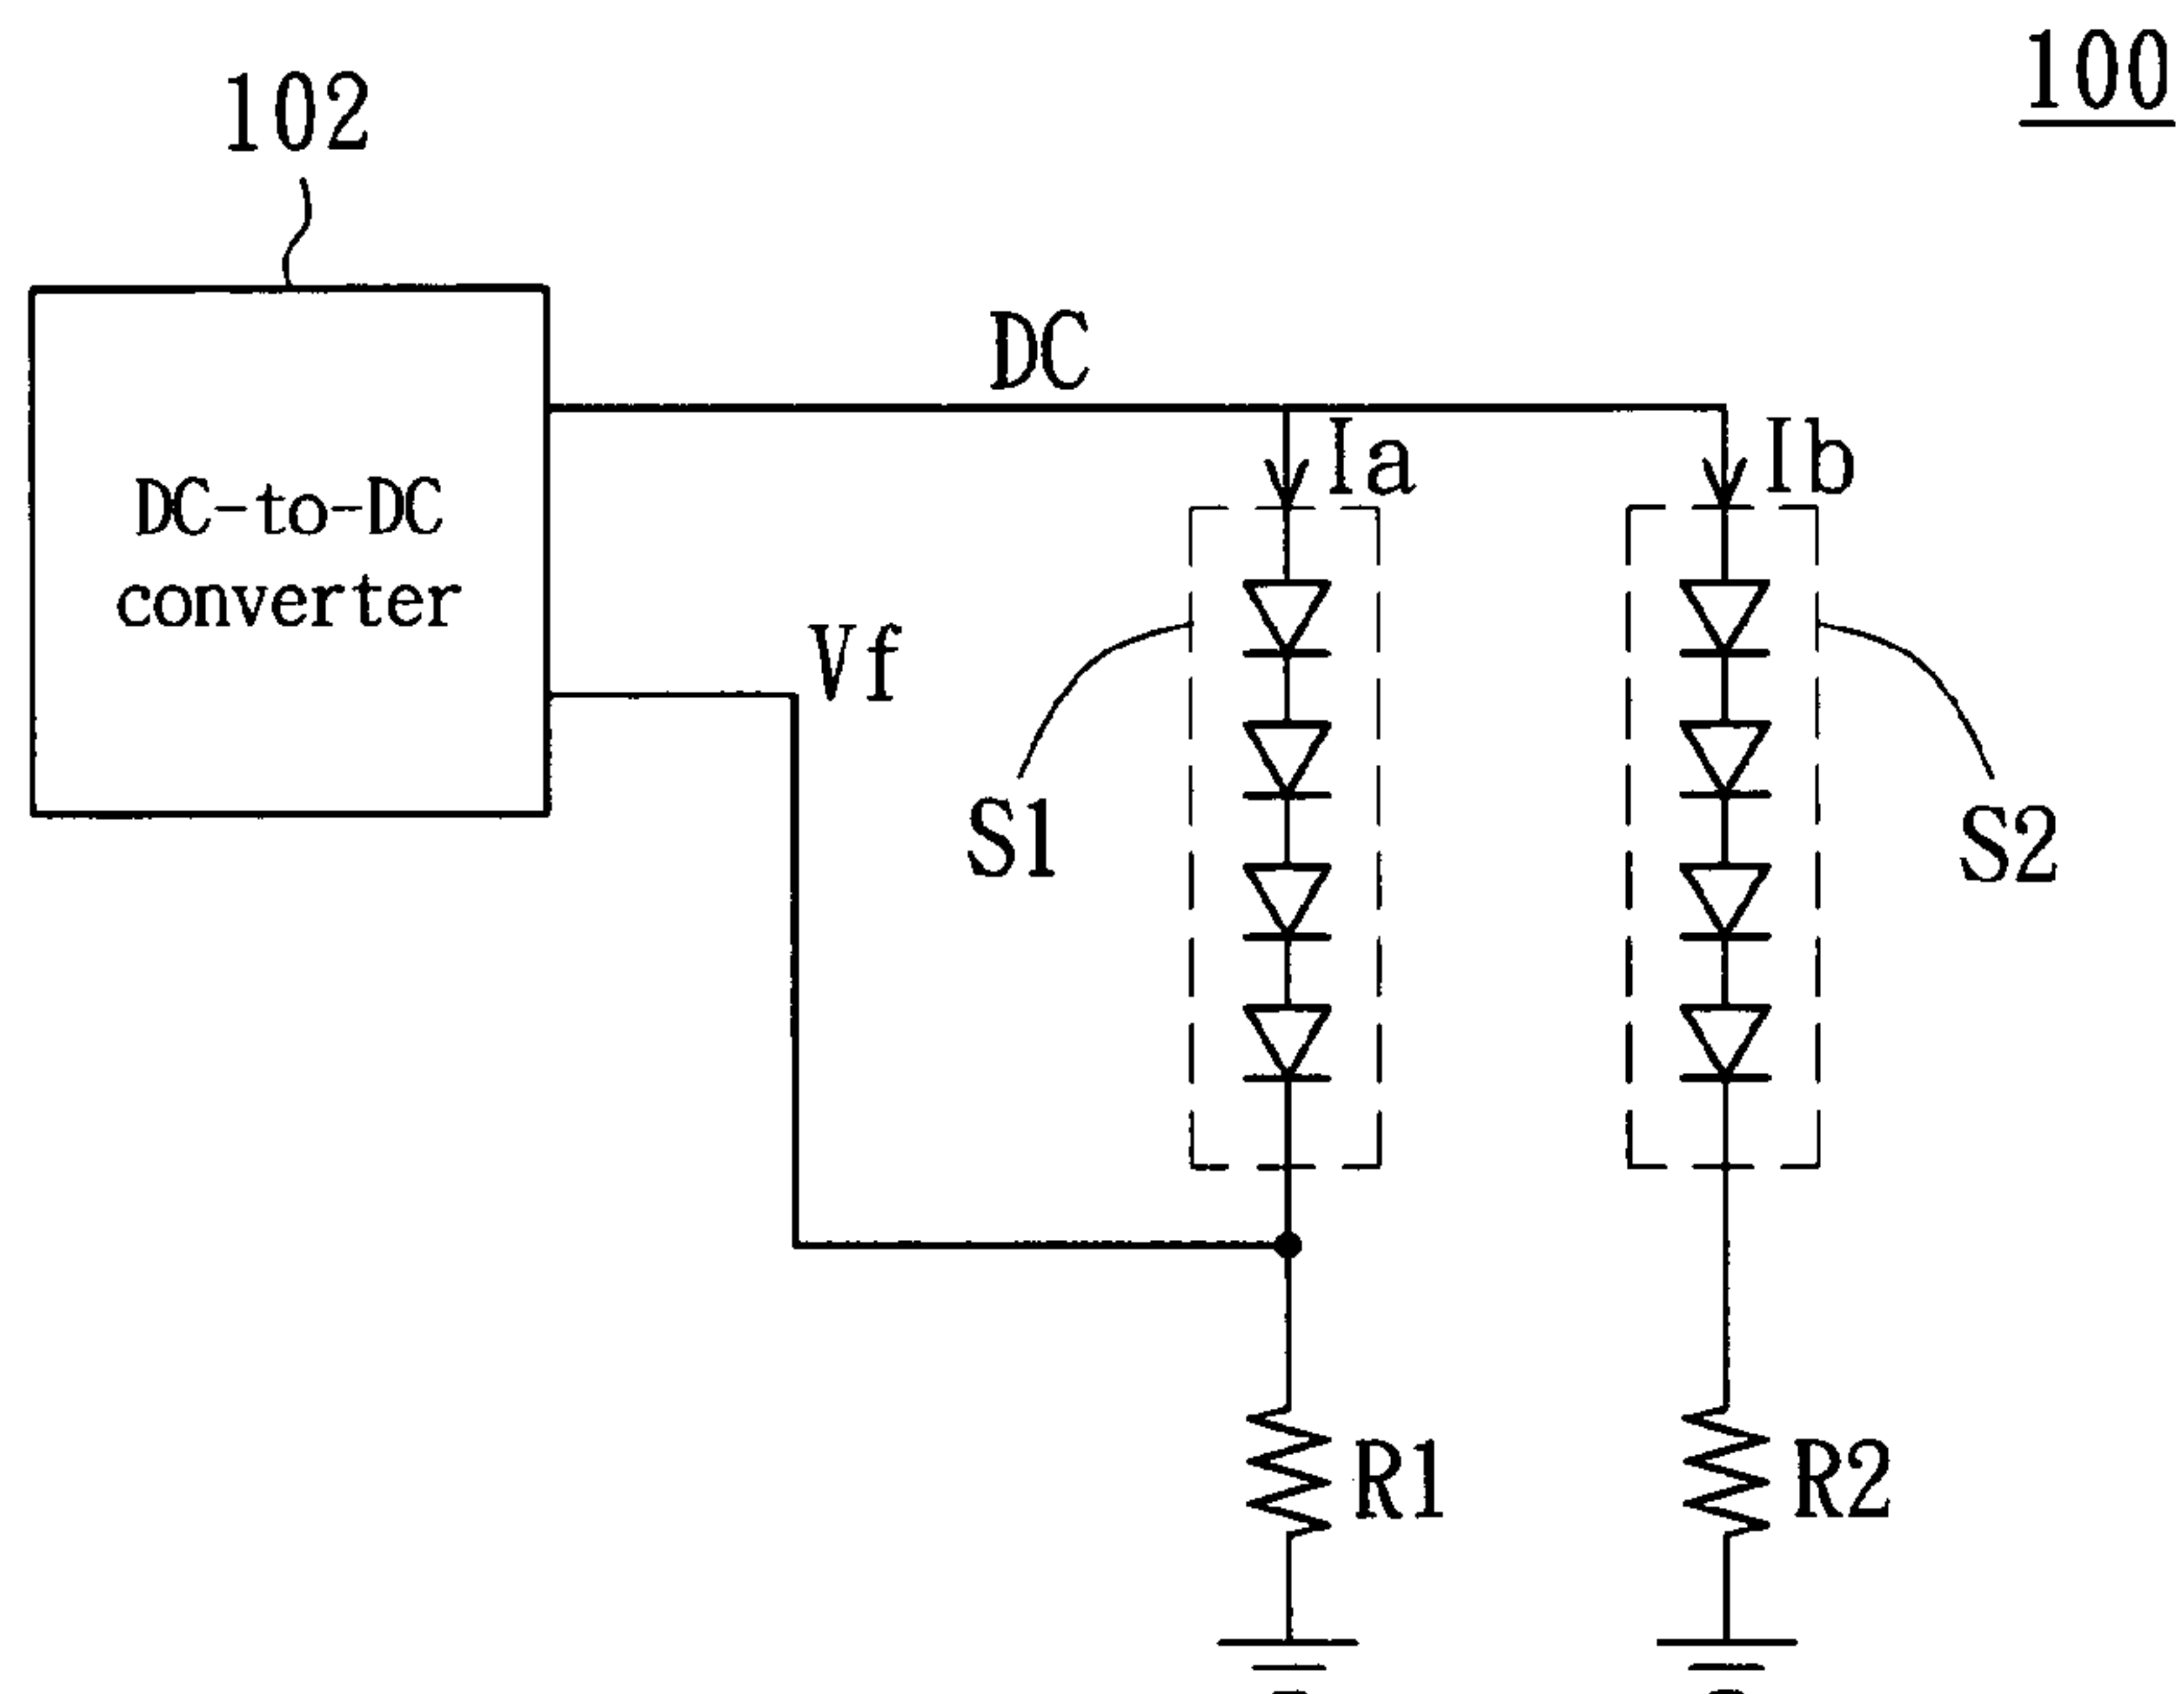 100
102
DC
Ia
Ib
DC-to-DC
converter
Vf
S1
S2
R1
R2